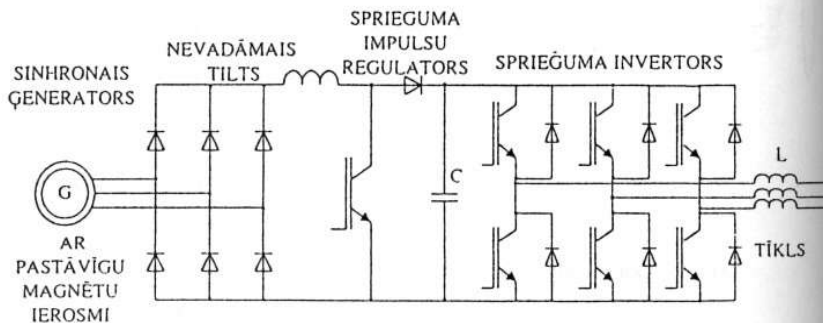 SINHRONAIS
ĢENERATORS
NEVADĀMAIS
TILTS
SPRIEGUMA
IMPULSU
REGULATORS
SPRIEGUMA INVERTORS
G
C
L
AR
PASTĀVĪGU
MAGNĒTU
IEROSMI
TĪKLS